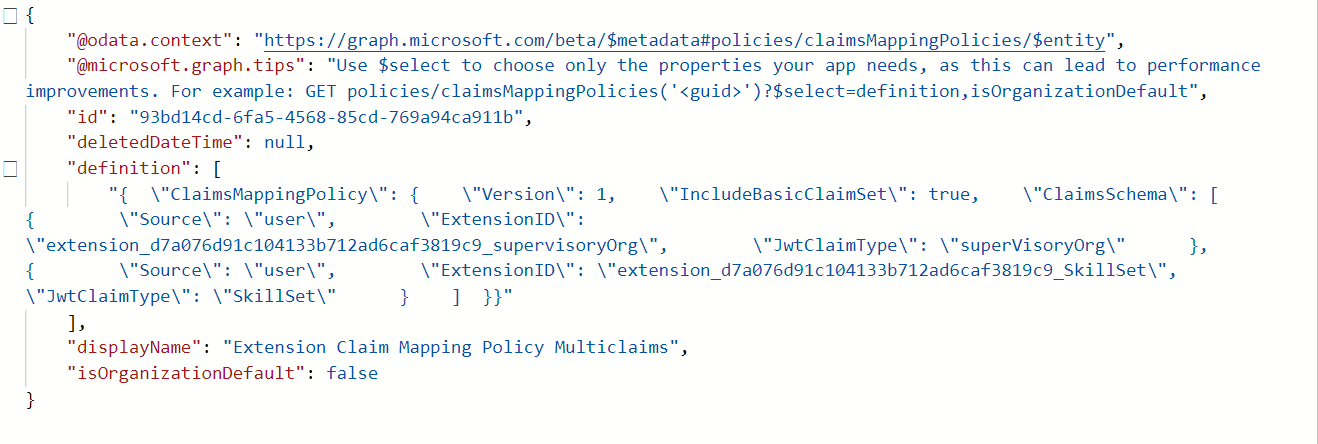 {
"@odata.context": "https://graph.microsoft.com/beta/$metadata#policies/claimsMappingPolicies/$entity",
"@microsoft.graph.tips": "Use $select to choose only the properties your app needs, as this can lead to performance
improvements. For example: GET policies/claimsMappingPolicies('<guid>')?$select=definition,isOrganizationDefault",
"id": "93bd14cd-6fa5-4568-85cd-769a94ca911b",
"deletedDateTime": null,
"definition": [
"{  \"ClaimsMappingPolicy\": {    \"Version\": 1,    \"IncludeBasicClaimSet\": true,    \"ClaimsSchema\": [
{        \"Source\": \"user\",        \"ExtensionID\":
\"extension_d7a076d91c104133b712ad6caf3819c9_supervisoryOrg\",        \"JwtClaimType\": \"superVisoryOrg\"      },
{        \"Source\": \"user\",        \"ExtensionID\": \"extension_d7a076d91c104133b712ad6caf3819c9_SkillSet\",
\"JwtClaimType\": \"SkillSet\"      }    ]  }}"
],
"displayName": "Extension Claim Mapping Policy Multiclaims",
"isOrganizationDefault": false
}